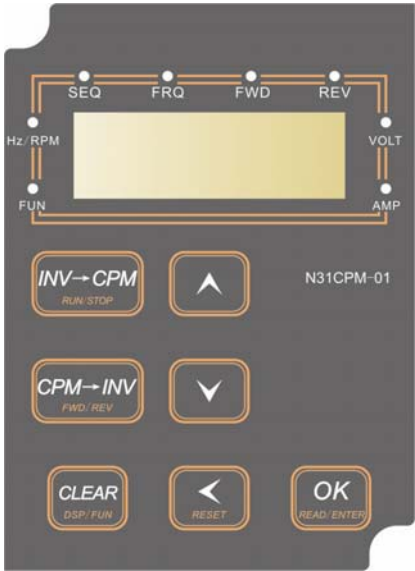 SEQ FRQ FWD REV
Hz/RPM VOLT
FUN AMP
INV→CPM
RUN/STOP
N31CPM-01
CPM→INV
FWD/REV
CLEAR
DSP/FUN
RESET
OK
READ/ENTER